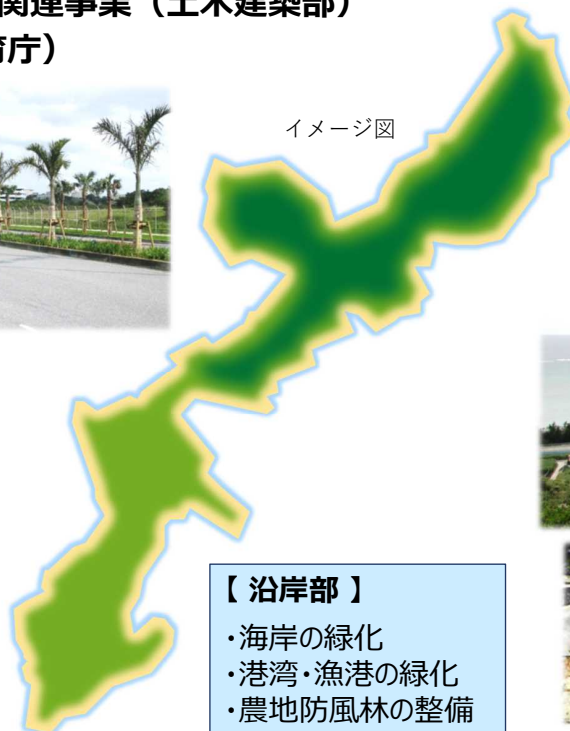 関連事業（土木建築部）
育庁）
イメージ図
【 沿岸部 】
・海岸の緑化
・港湾・漁港の緑化
・農地防風林の整備